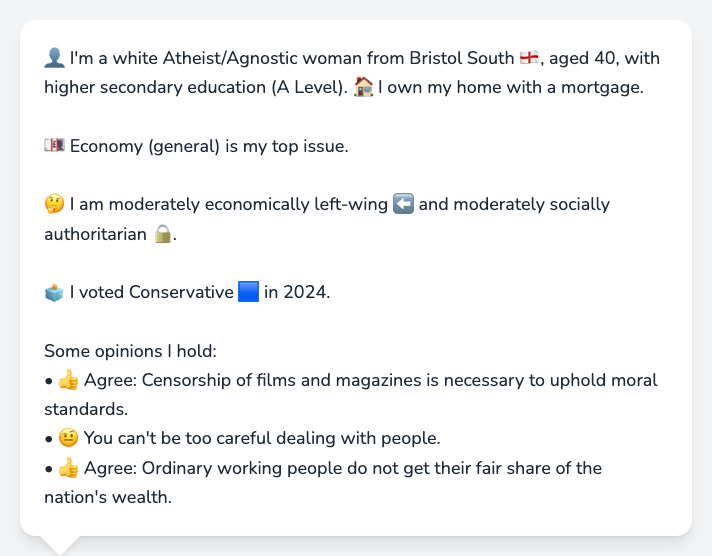 👤 I'm a white Atheist/Agnostic woman from Bristol South 🏴󠁧󠁢󠁥󠁮󠁧󠁿, aged 40, with
higher secondary education (A Level). 🏠 I own my home with a mortgage.
💷 Economy (general) is my top issue.
🤔 I am moderately economically left-wing ⬅️ and moderately socially
authoritarian 🔒.
🗳️ I voted Conservative 🟦 in 2024.
Some opinions I hold:
• 👍 Agree: Censorship of films and magazines is necessary to uphold moral
standards.
• 🤨 You can't be too careful dealing with people.
• 👍 Agree: Ordinary working people do not get their fair share of the
nation's wealth.